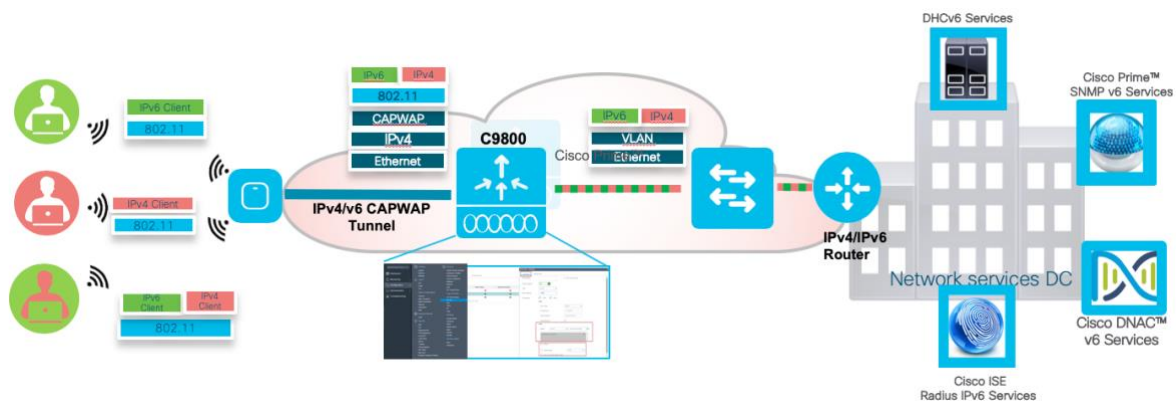 DHCv6 Services
Cisco Prime™
SNMP v6 Services
IPv6 Client
802.11
IPv4 Client
802.11
IPv6
Client
IPv4
Client
802.11
IPv6
IPv4
802.11
CAPWAP
IPv4
Ethernet
IPv4/v6 CAPWAP
Tunnel
C9800
Cisco Prime
IPv6
IPv4
VLAN
Ethernet
IPv4/IPv6
Router
Network services DC
Cisco DNAC™
v6 Services
Cisco ISE
Radius IPv6 Services